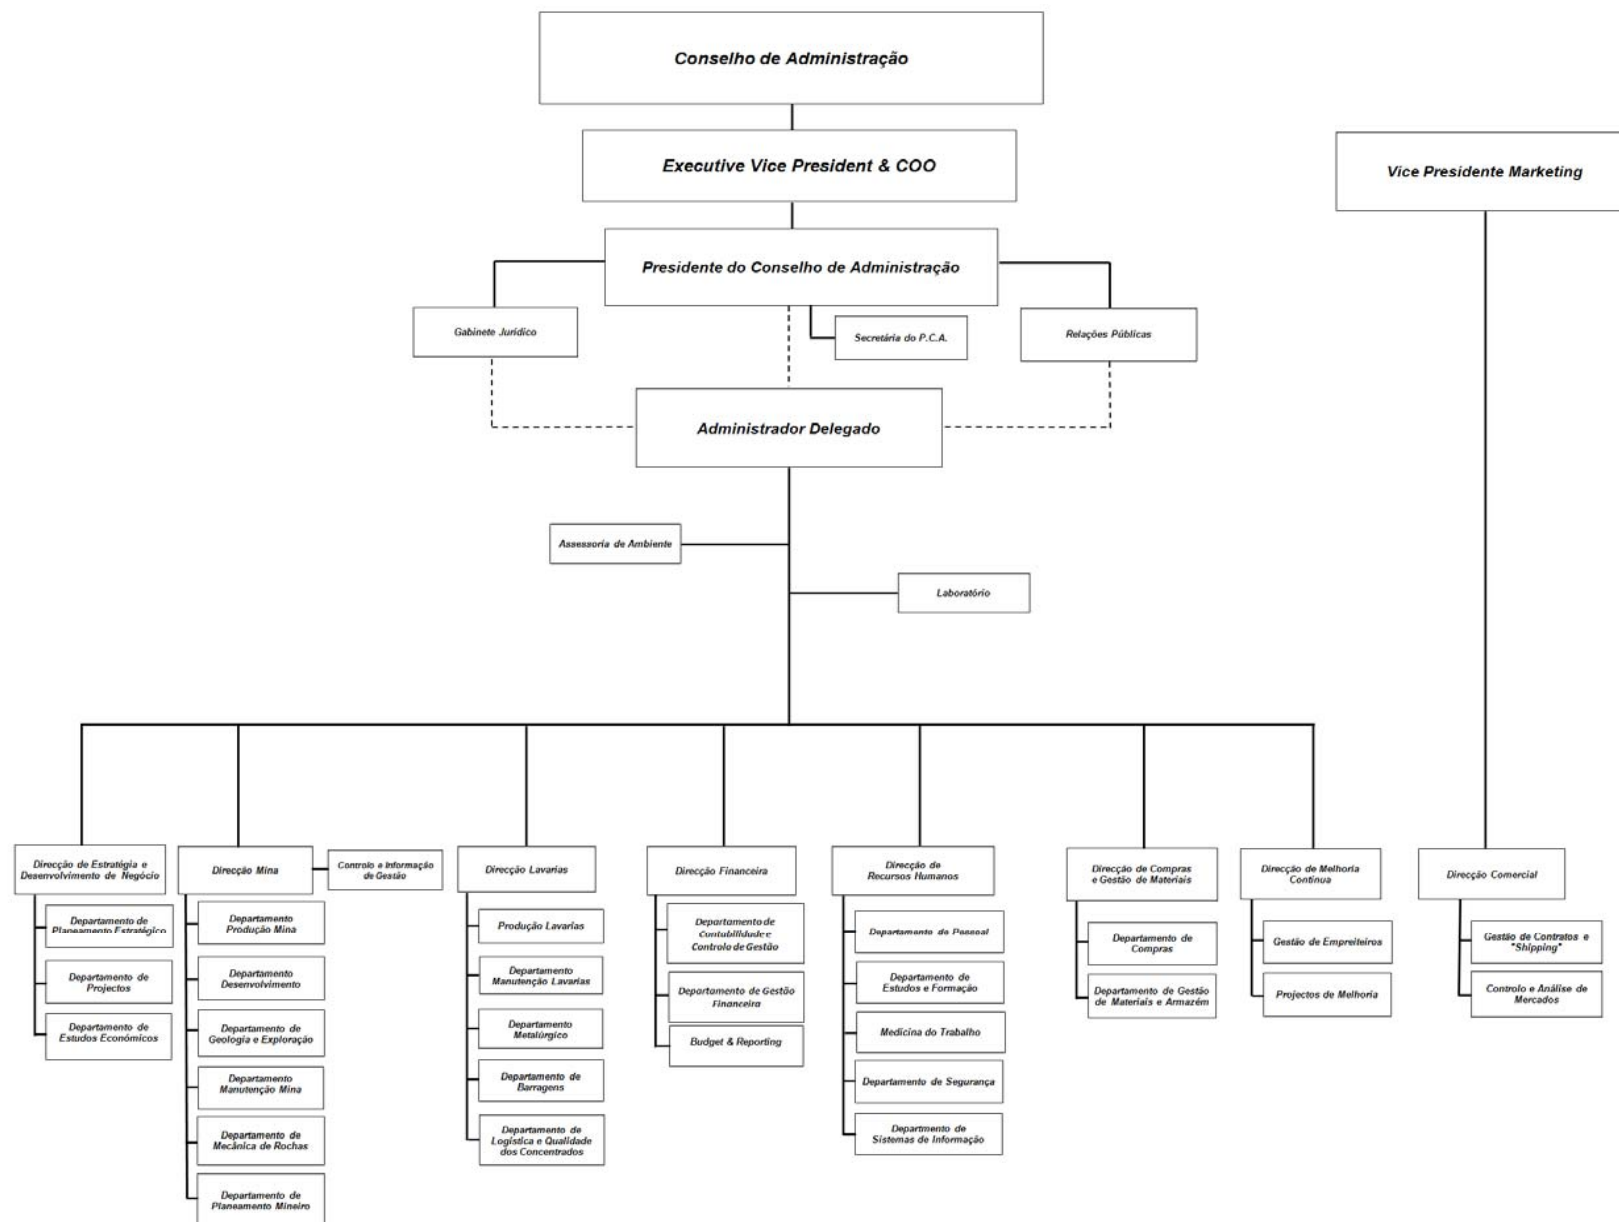 Conselho de Administração
Executive Vice President & COO
Vice Presidente Marketing
Presidente do Conselho de Administração
Gabinete Jurídico
Secretária do P.C.A.
Relações Públicas
Administrador Delegado
Assessoria de Ambiente
Laboratório
Direcção de Estratégia e
Desenvolvimento de Negócio
Departamento de
Planeamento Estratégico
Departamento de
Projectos
Departamento de
Estudos Económicos
Direcção Mina
Controlo e Informação
de Gestão
Departamento
Produção Mina
Departamento
Desenvolvimento
Departamento de
Geologia e Exploração
Departamento
Manutenção Mina
Departamento de
Mecânica de Rochas
Departamento de
Planeamento Mineiro
Direcção Lavarias
Produção Lavarias
Departamento
Manutenção Lavarias
Departamento
Metalúrgico
Departamento de
Barragens
Departamento de
Logística e Qualidade
dos Concentrados
Direcção Financeira
Departamento de
Contabilidade e
Controlo de Gestão
Departamento de Gestão
Financeira
Budget & Reporting
Direcção de
Recursos Humanos
Departamento do Pessoal
Departamento de
Estudos e Formação
Medicina do Trabalho
Departamento de Segurança
Departmento de
Sistemas de Informação
Direcção de Compras
e Gestão de Materiais
Departamento de
Compras
Departamento de Gestão
de Materiais e Armazém
Direcção de Melhoria
Contínua
Gestão de Empreiteiros
Projectos de Melhoria
Direcção Comercial
Gestão de Contratos e
"Shipping"
Controlo e Análise de
Mercados